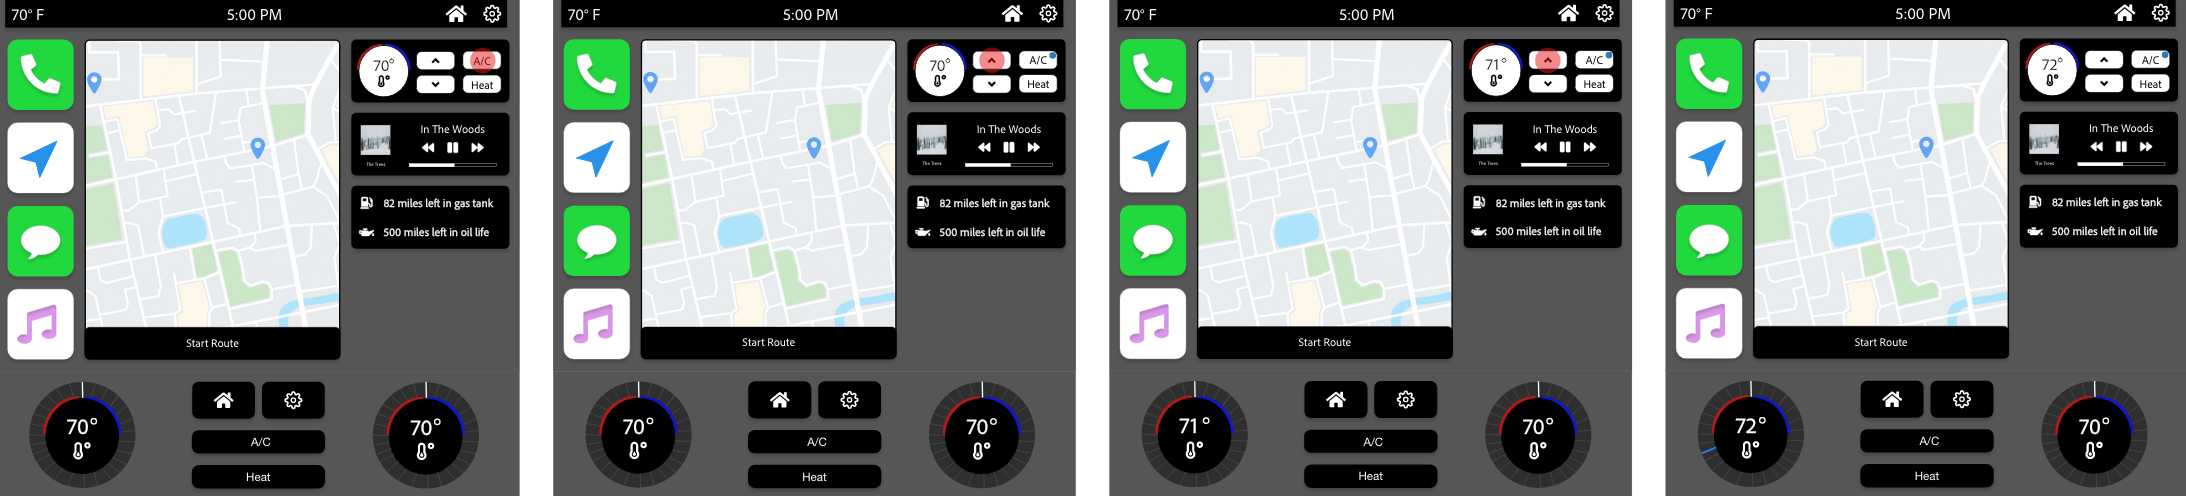 70° F 5:00 PM
70°
A/C
Heat
In The Woods
The Trees
82 miles left in gas tank
500 miles left in oil life
Start Route
70°
A/C
Heat
70°
70° F 5:00 PM
70°
A/C
Heat
In The Woods
The Trees
82 miles left in gas tank
500 miles left in oil life
Start Route
70°
A/C
Heat
70°
70° F 5:00 PM
71°
A/C
Heat
In The Woods
The Trees
82 miles left in gas tank
500 miles left in oil life
Start Route
71°
A/C
Heat
70°
70° F 5:00 PM
72°
A/C
Heat
In The Woods
The Trees
82 miles left in gas tank
500 miles left in oil life
Start Route
72°
A/C
Heat
70°